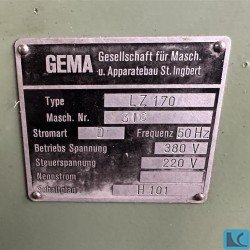 GEMA Gesellschaft für Masch.
u. Apparatebau St. Ingbert
Type LZ 170
Masch. Nr.
Stromart D Frequenz 50 Hz
Betriebs Spannung 380 V
Steuerspannung 220 V
Nennstrom
Schaltplan H 101